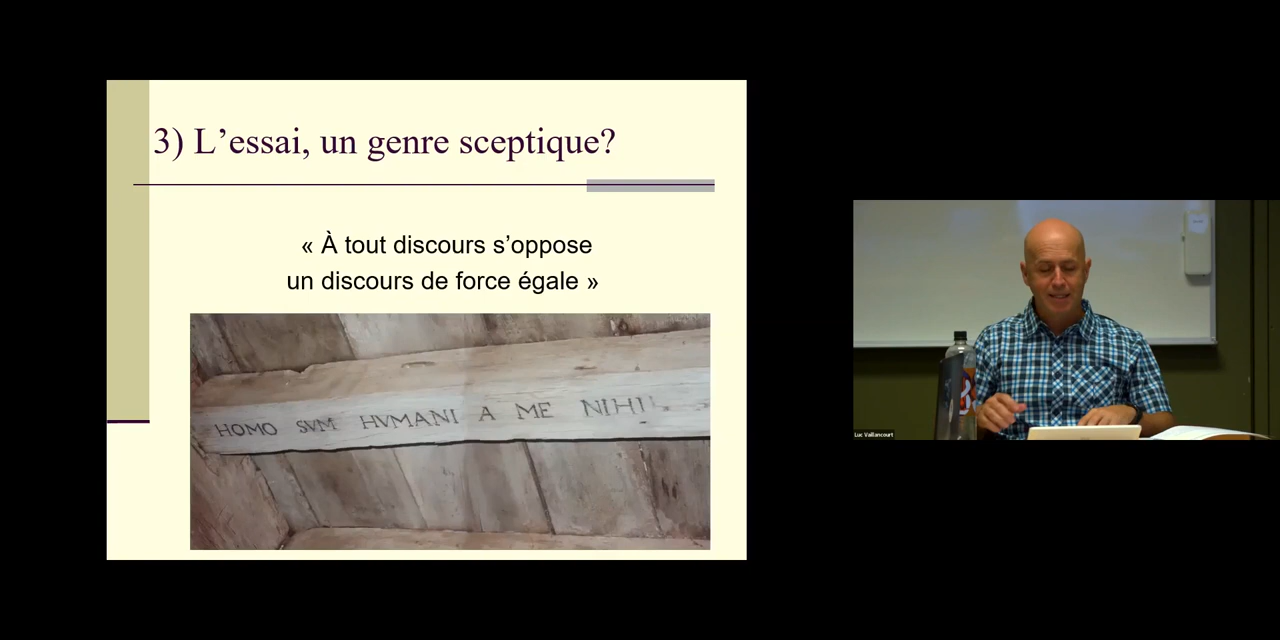 3) L’essai, un genre sceptique?
« À tout discours s’oppose
un discours de force égale »
HOMO SVM HVMANI A ME NIHIL
Luc Vaillancourt